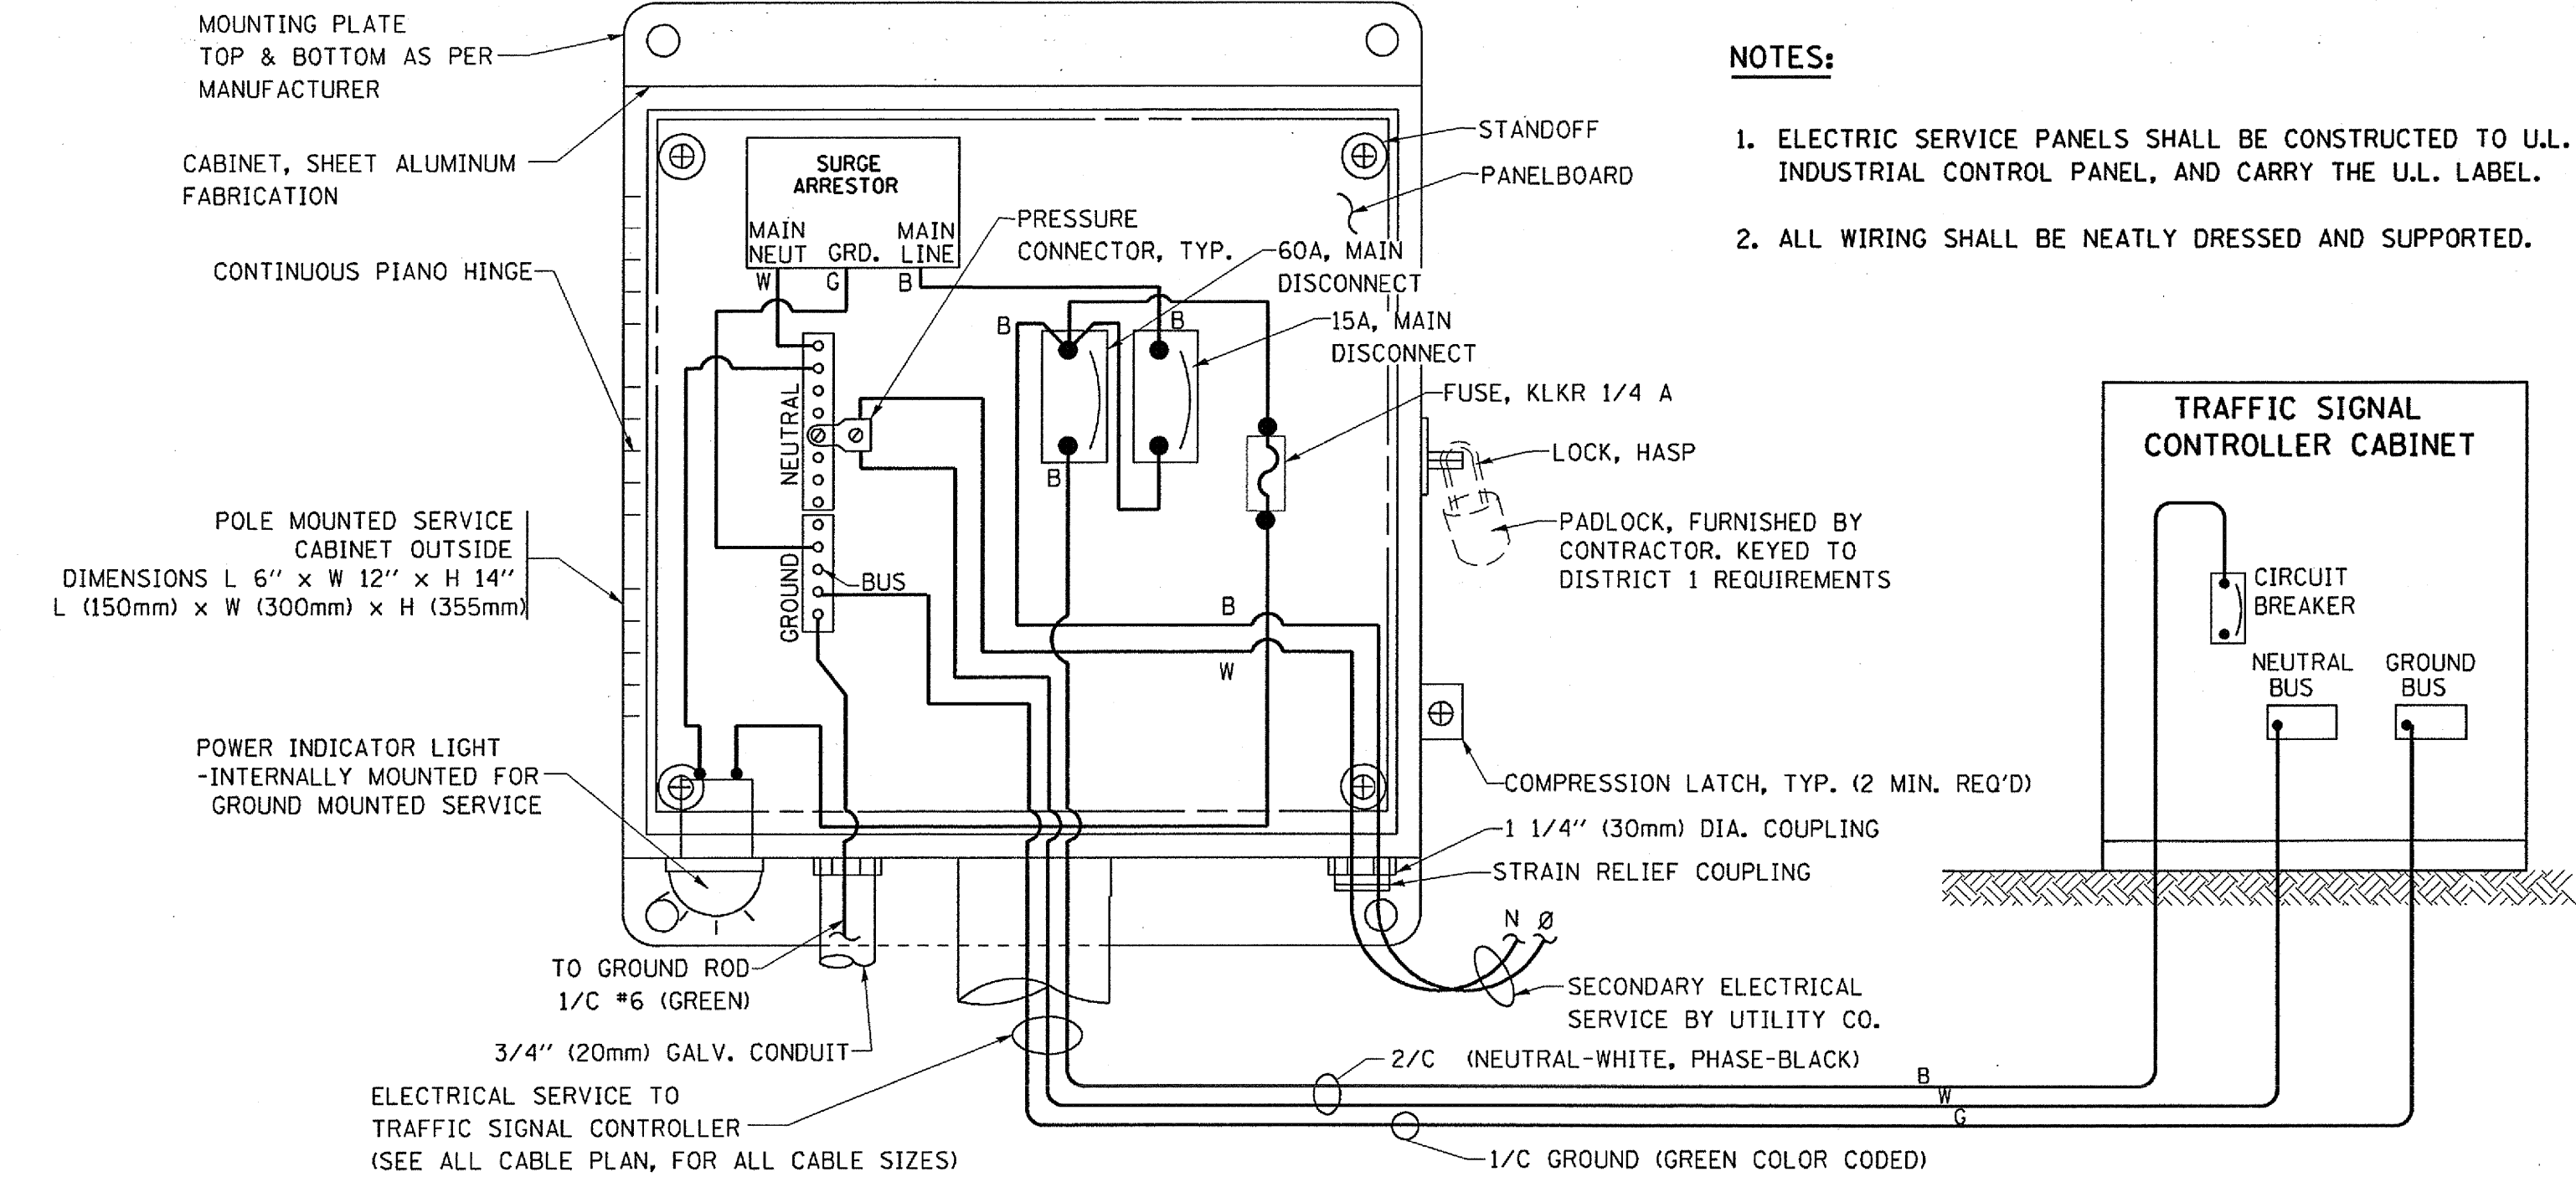 MOUNTING PLATE
TOP & BOTTOM AS PER
MANUFACTURER
CABINET, SHEET ALUMINUM
FABRICATION
CONTINUOUS PIANO HINGE
POLE MOUNTED SERVICE
CABINET OUTSIDE
DIMENSIONS L 6" x W 12" x H 14"
L (150mm) x W (300mm) x H (355mm)
POWER INDICATOR LIGHT
-INTERNALLY MOUNTED FOR
GROUND MOUNTED SERVICE
TO GROUND ROD
1/C #6 (GREEN)
3/4" (20mm) GALV. CONDUIT
ELECTRICAL SERVICE TO
TRAFFIC SIGNAL CONTROLLER
(SEE ALL CABLE PLAN, FOR ALL CABLE SIZES)
SURGE
ARRESTOR
MAIN
NEUT
GRD.
MAIN
LINE
W
G
B
PRESSURE
CONNECTOR, TYP.
60A, MAIN
DISCONNECT
15A, MAIN
DISCONNECT
B
B
B
NEUTRAL
GROUND
BUS
B
W
STANDOFF
PANELBOARD
FUSE, KLKR 1/4 A
LOCK, HASP
PADLOCK, FURNISHED BY
CONTRACTOR. KEYED TO
DISTRICT 1 REQUIREMENTS
COMPRESSION LATCH, TYP. (2 MIN. REQ'D)
1 1/4" (30mm) DIA. COUPLING
STRAIN RELIEF COUPLING
N Ø
SECONDARY ELECTRICAL
SERVICE BY UTILITY CO.
2/C (NEUTRAL-WHITE, PHASE-BLACK)
B
W
G
1/C GROUND (GREEN COLOR CODED)
NOTES:
1. ELECTRIC SERVICE PANELS SHALL BE CONSTRUCTED TO U.L.
INDUSTRIAL CONTROL PANEL, AND CARRY THE U.L. LABEL.
2. ALL WIRING SHALL BE NEATLY DRESSED AND SUPPORTED.
TRAFFIC SIGNAL
CONTROLLER CABINET
CIRCUIT
BREAKER
NEUTRAL
BUS
GROUND
BUS